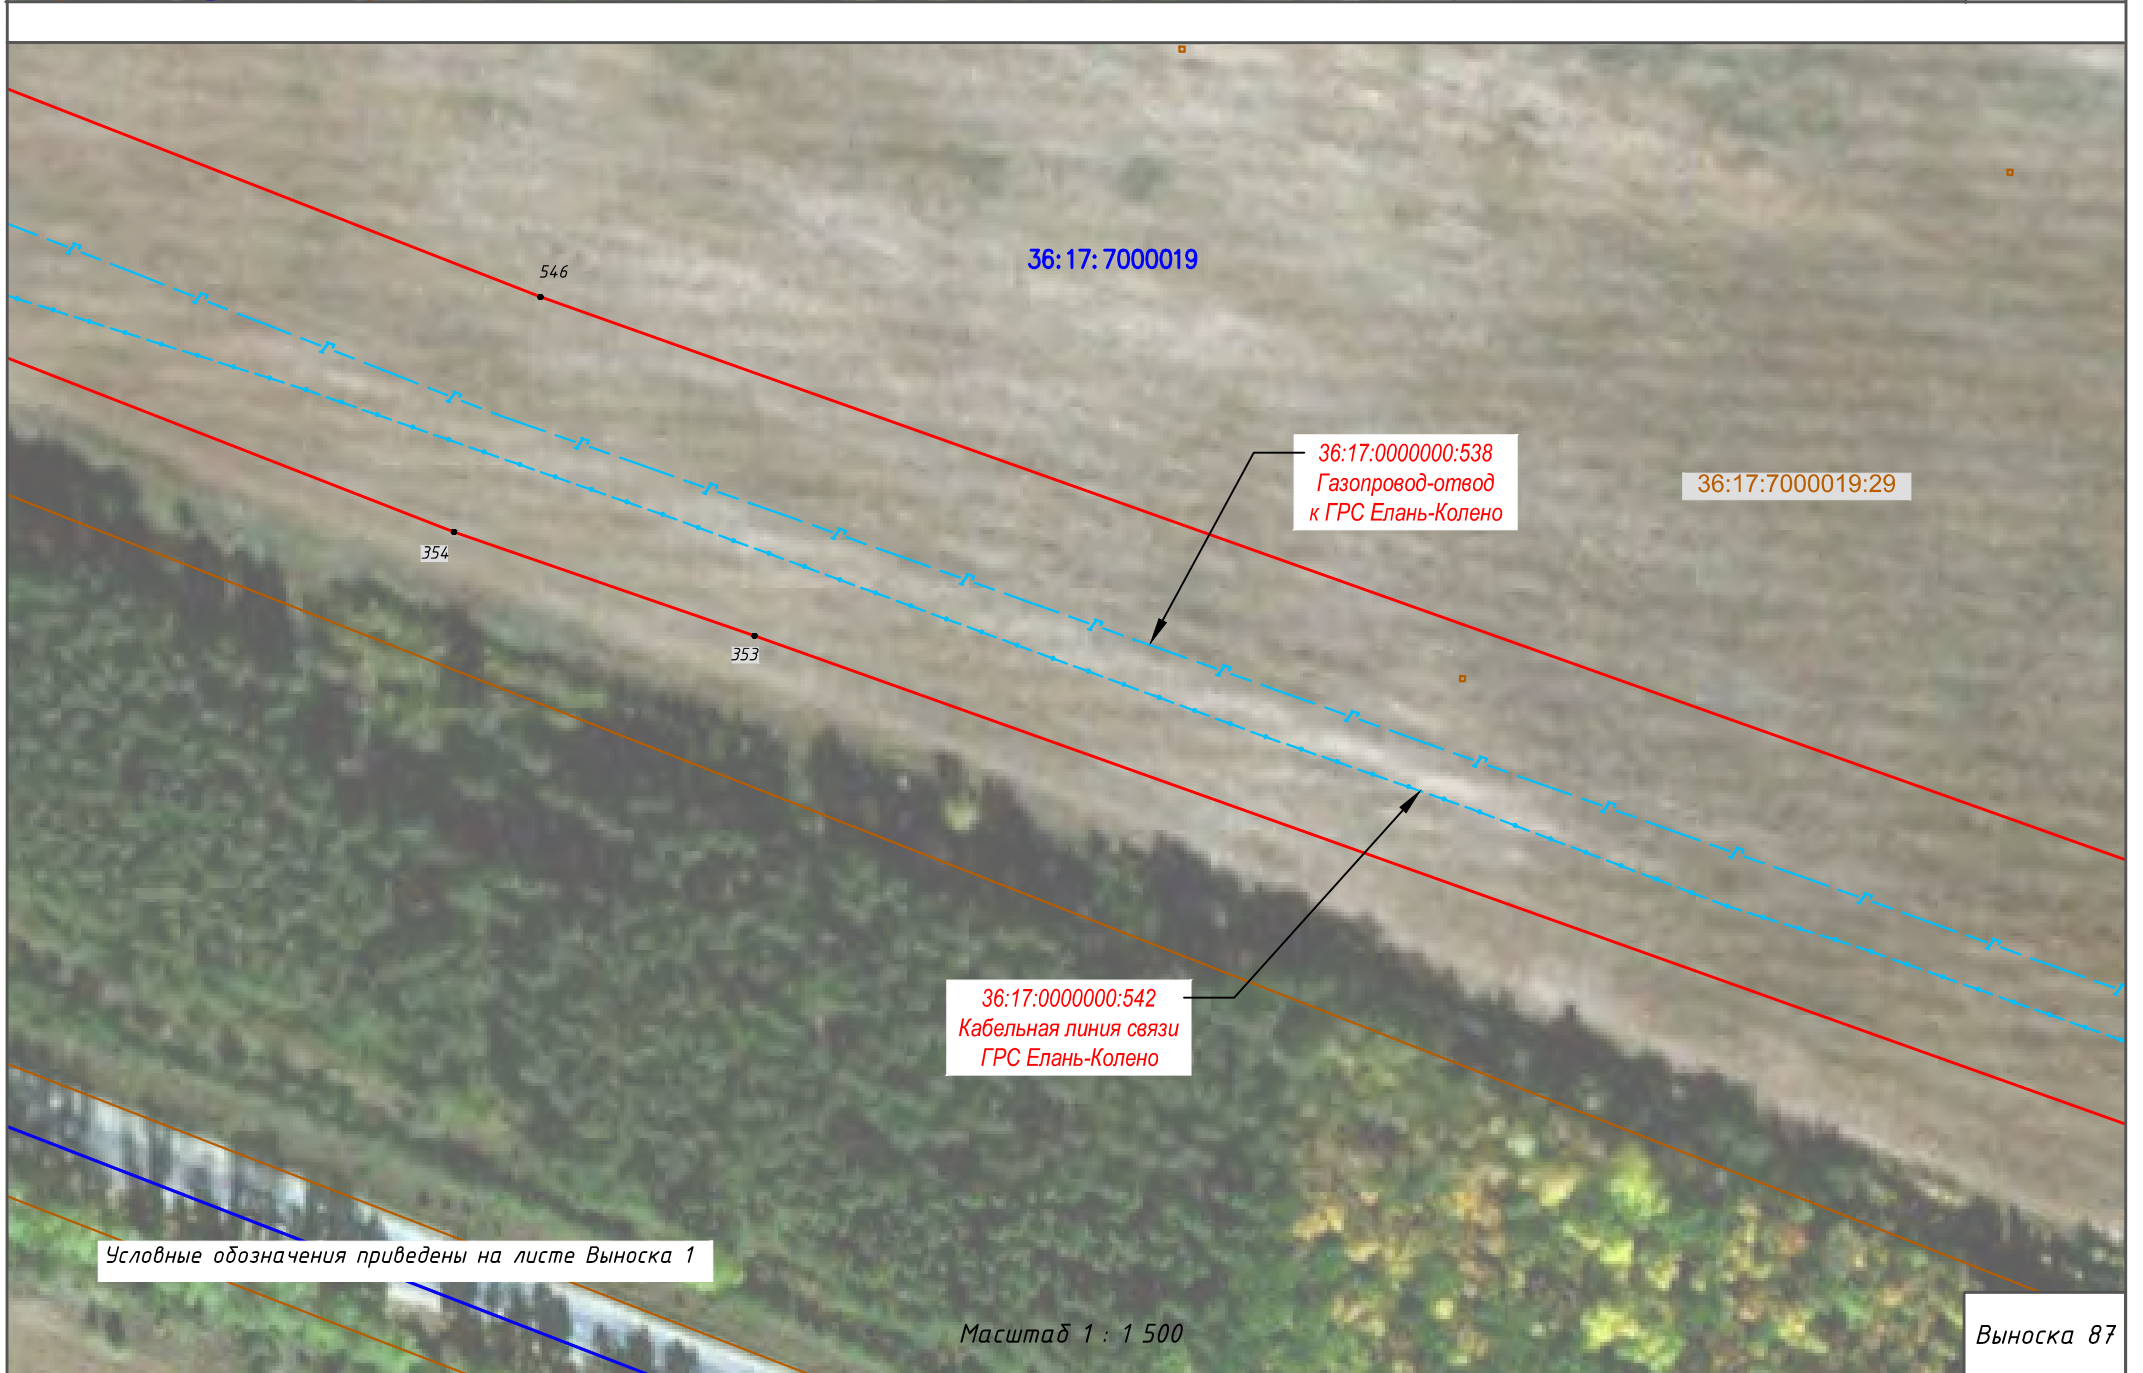 546
36:17:7000019
36:17:0000000:538
Газопровод-отвод
к ГРС Елань-Колено
36:17:7000019:29
354
353
36:17:0000000:542
Кабельная линия связи
ГРС Елань-Колено
Условные обозначения приведены на листе Выноска 1
Масштаб 1 : 1 500
Выноска 87